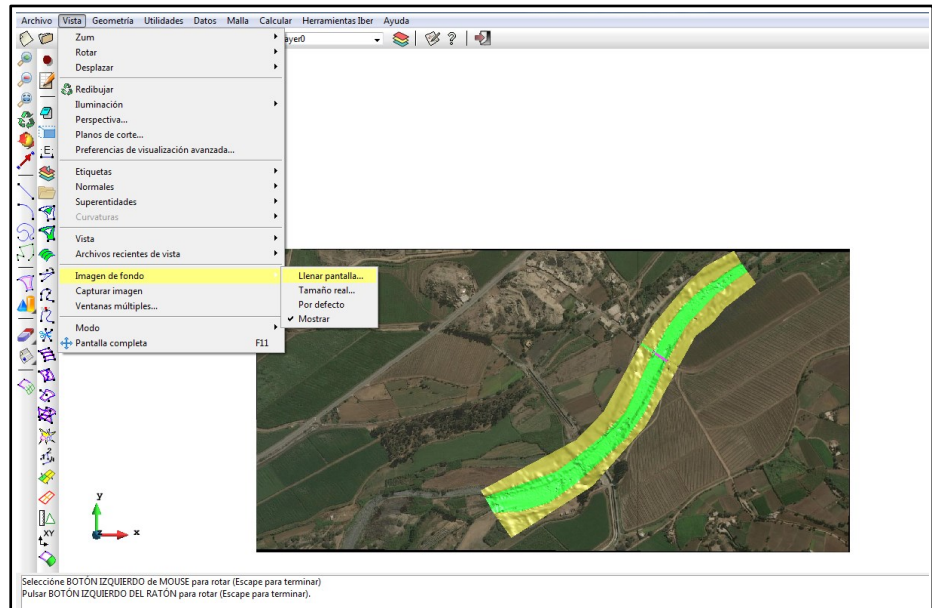 Archivo Vista Geometría Utilidades Datos Malla Calcular Herramientas Iber Ayuda
Zum
Rotar
Desplazar
Redibujar
Iluminación
Perspectiva...
Planos de corte...
Preferencias de visualización avanzada...
Etiquetas
Normales
Superentidades
Curvaturas
Vista
Archivos recientes de vista
Imagen de fondo
Capturar imagen
Ventanas múltiples...
Modo
Pantalla completa F11
Llenar pantalla...
Tamaño real...
Por defecto
Mostrar
y
x
XY
Seleccióne BOTÓN IZQUIERDO de MOUSE para rotar (Escape para terminar)
Pulsar BOTÓN IZQUIERDO DEL RATÓN para rotar (Escape para terminar).